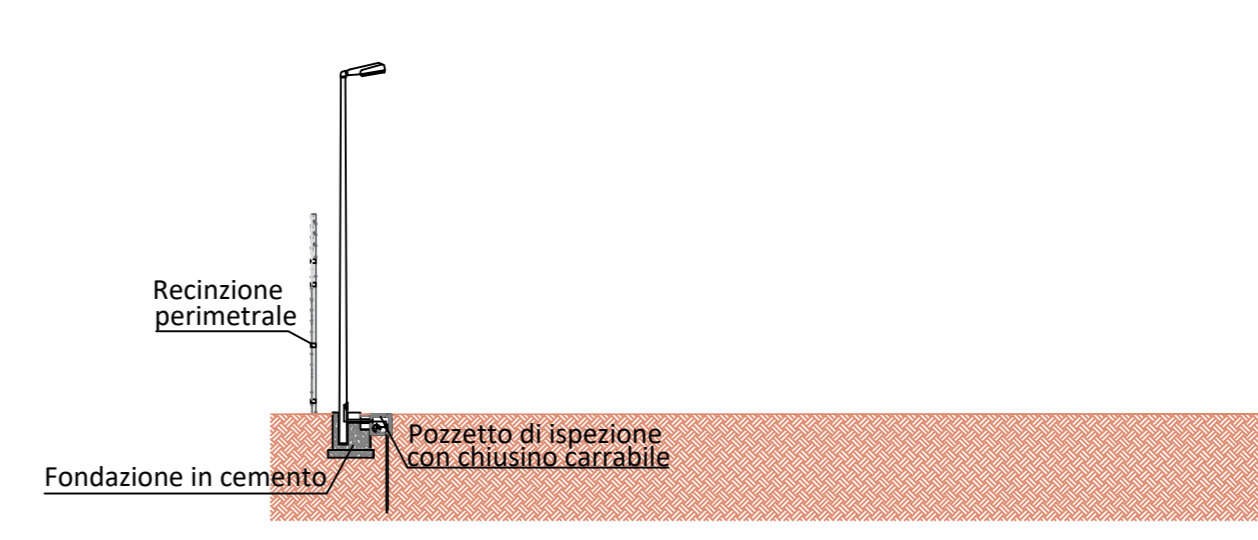 Recinzione
perimetrale
Pozzetto di ispezione
con chiusino carrabile
Fondazione in cemento